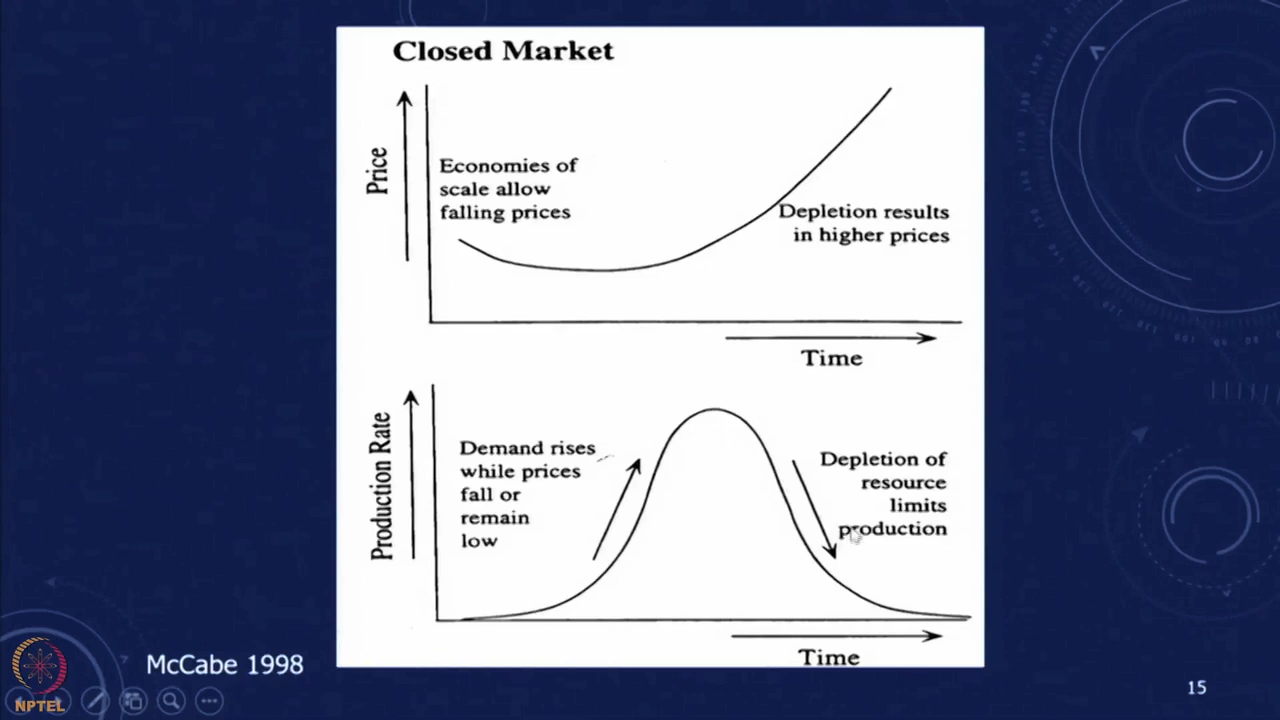 Closed Market
Price
Economies of
scale allow
falling prices
Depletion results
in higher prices
Time
Production Rate
Demand rises
while prices
fall or
remain
low
Depletion of
resource
limits
production
Time
McCabe 1998
15
NPTEL